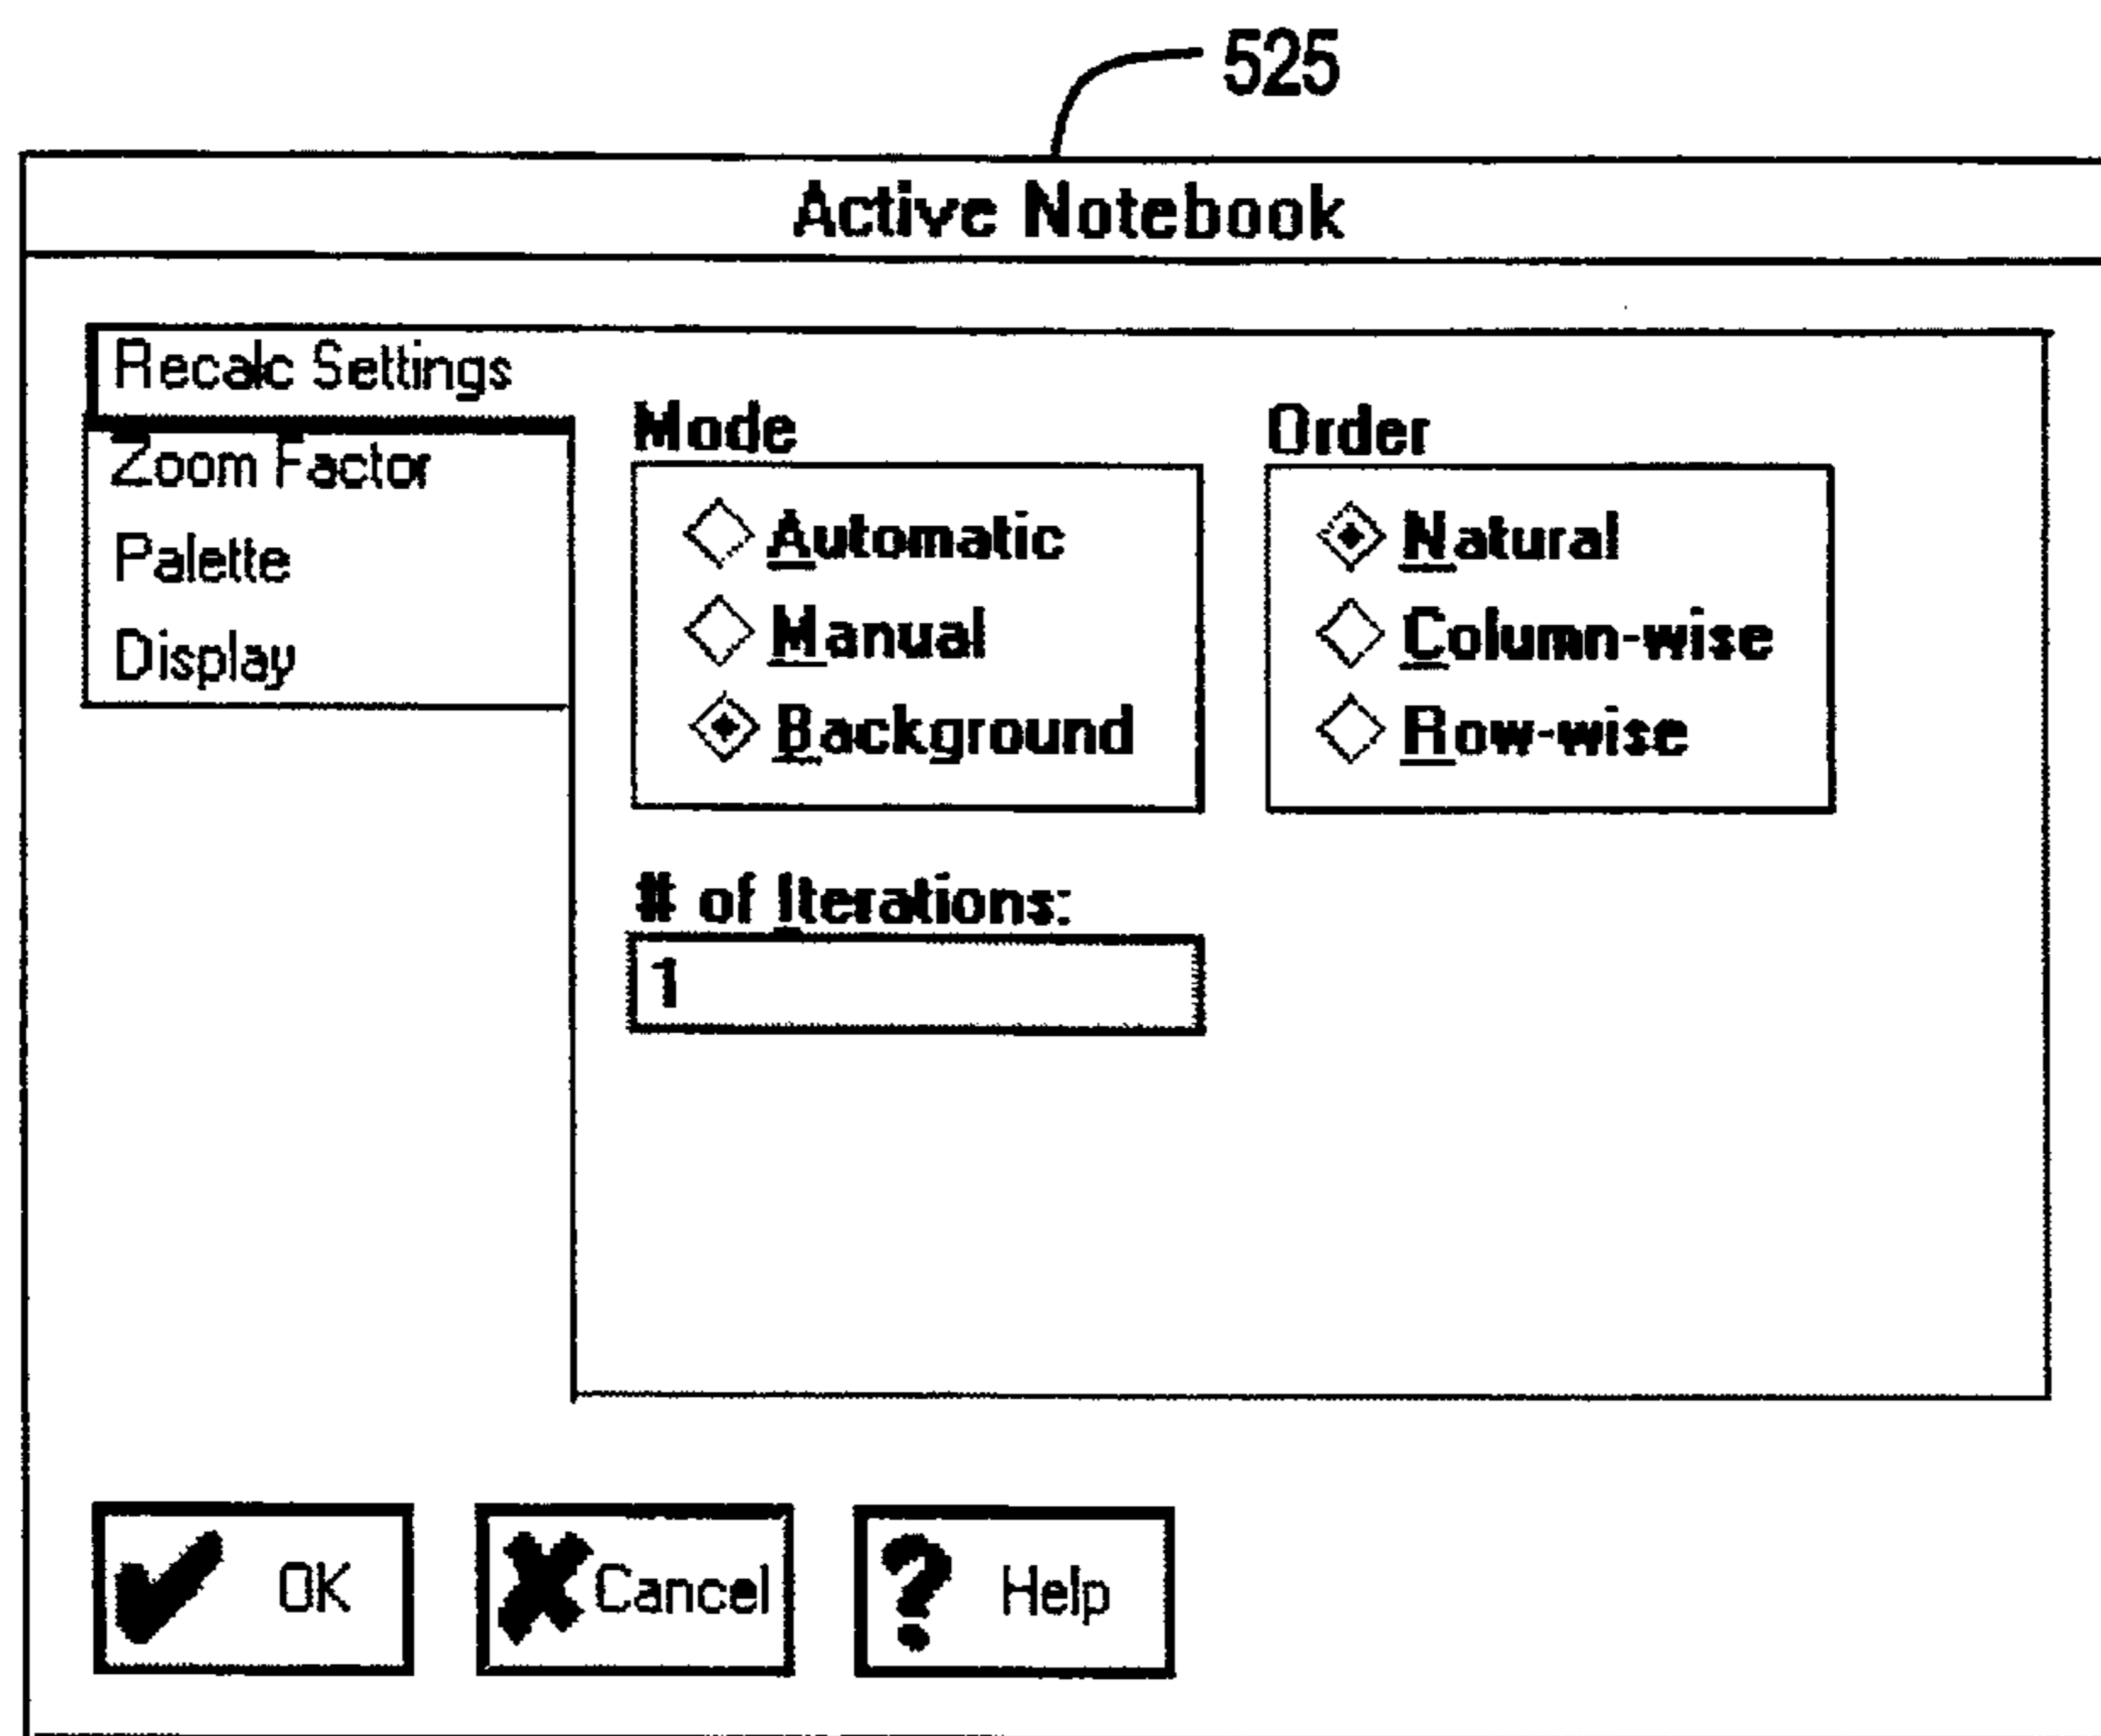 525
Active Notebook
Recalc Settings
Zoom Factor
Palette
Display
Mode
Automatic
Manual
Background
Order
Natural
Column-wise
Row-wise
# of Iterations:
1
OK
Cancel
Help